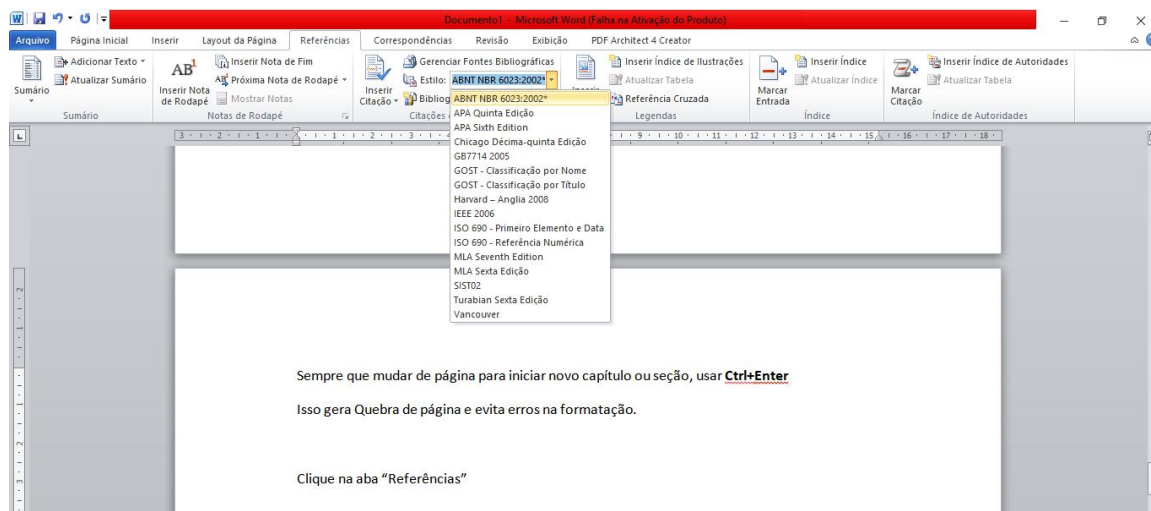 Documento1 - Microsoft Word (Falha na Ativação do Produto)
Arquivo Página Inicial Inserir Layout da Página Referências Correspondências Revisão Exibição PDF Architect 4 Creator
Sumário
Adicionar Texto
Atualizar Sumário
Sumário
AB1
Inserir Nota de Rodapé
Inserir Nota de Fim
Próxima Nota de Rodapé
Mostrar Notas
Notas de Rodapé
Inserir Citação
Gerenciar Fontes Bibliográficas
Estilo: ABNT NBR 6023:2002*
Bibliog
Citações
ABNT NBR 6023:2002*
APA Quinta Edição
APA Sixth Edition
Chicago Décima-quinta Edição
GB7714 2005
GOST - Classificação por Nome
GOST - Classificação por Título
Harvard – Anglia 2008
IEEE 2006
ISO 690 - Primeiro Elemento e Data
ISO 690 - Referência Numérica
MLA Seventh Edition
MLA Sexta Edição
SIST02
Turabian Sexta Edição
Vancouver
Inserir Índice de Ilustrações
Atualizar Tabela
Referência Cruzada
Legendas
Marcar Entrada
Inserir Índice
Atualizar Índice
Índice
Marcar Citação
Inserir Índice de Autoridades
Atualizar Tabela
Índice de Autoridades
Sempre que mudar de página para iniciar novo capítulo ou seção, usar Ctrl+Enter
Isso gera Quebra de página e evita erros na formatação.
Clique na aba “Referências”